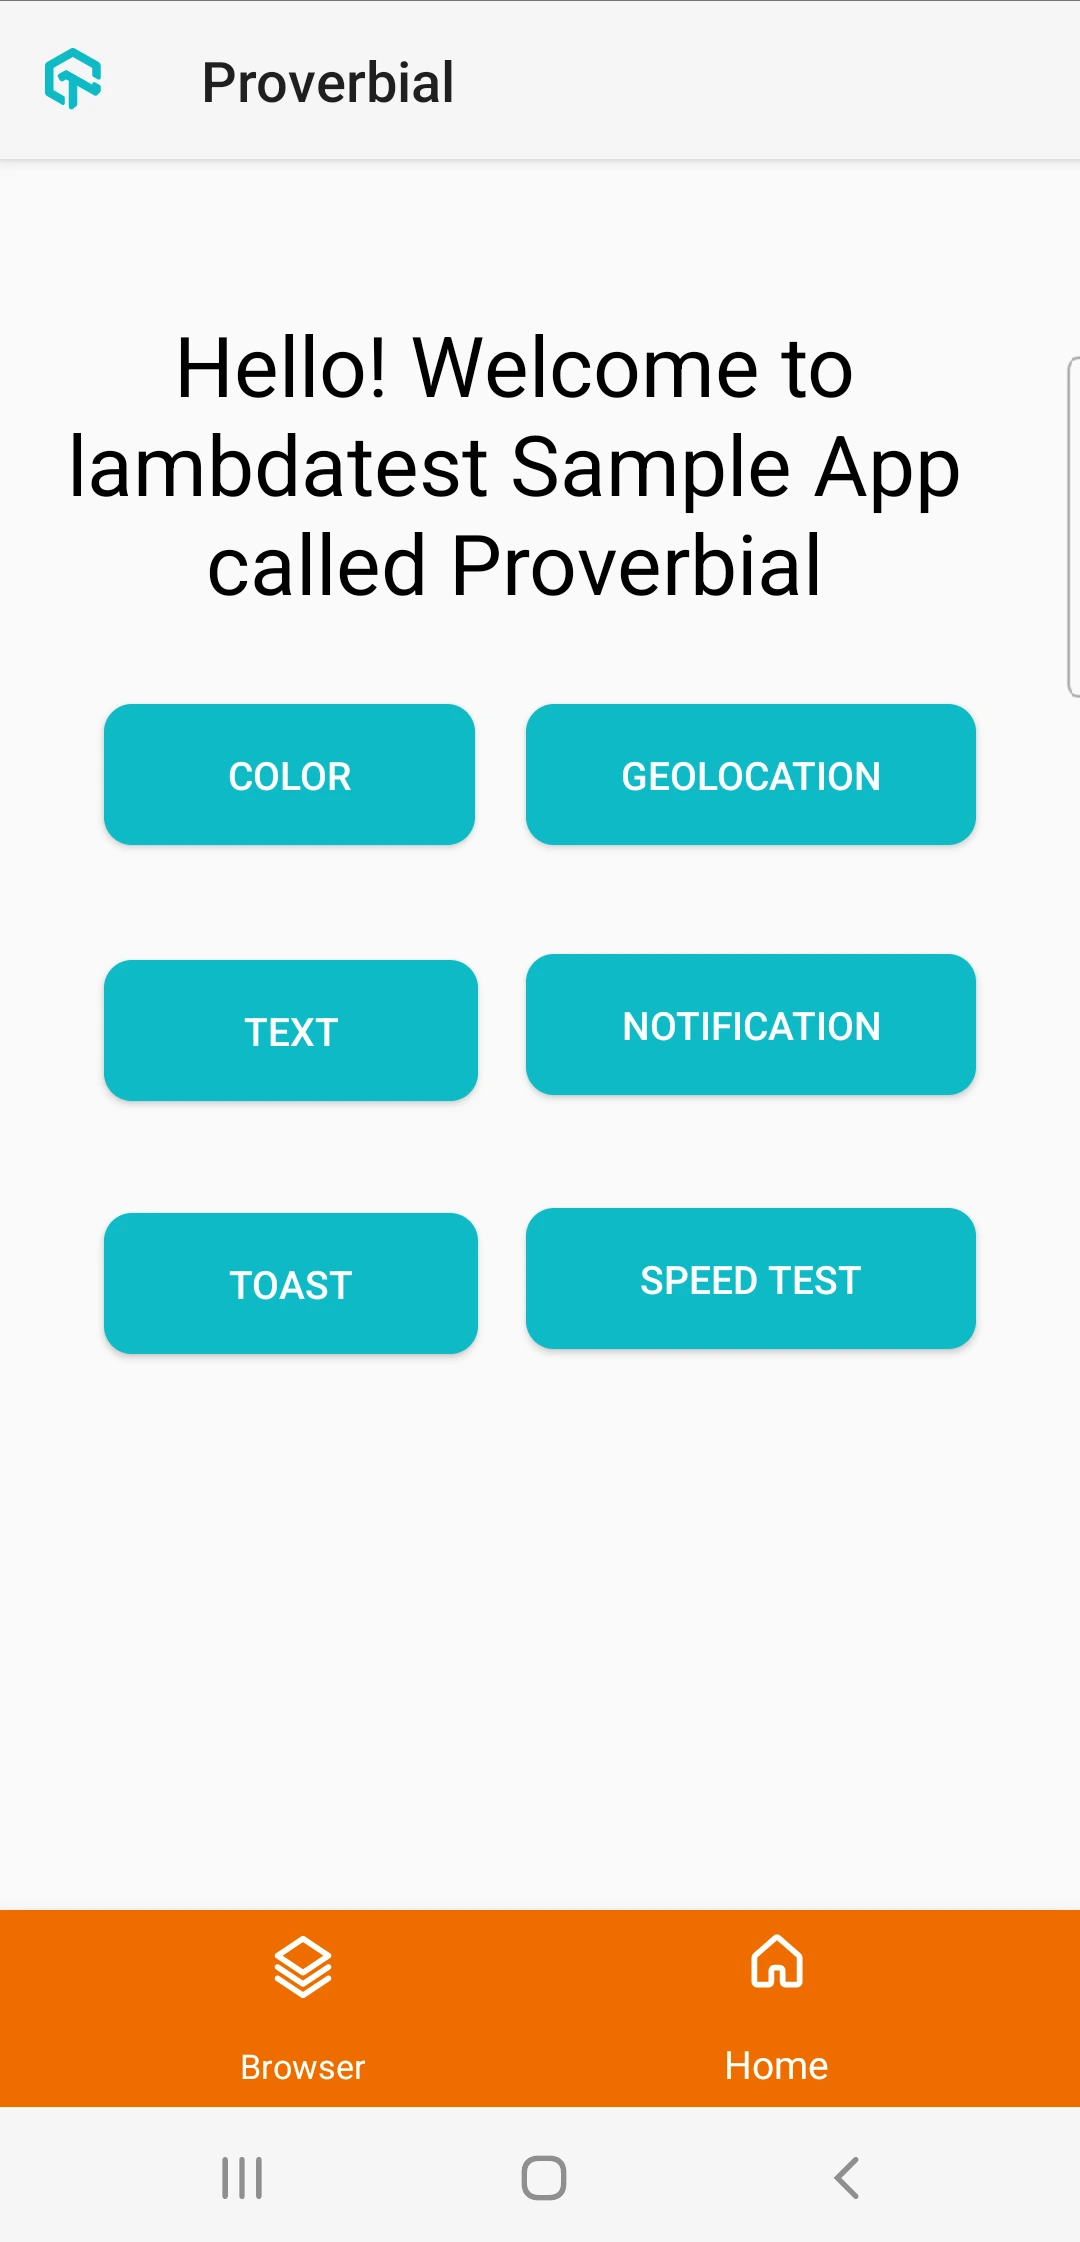 Proverbial
Hello! Welcome to
lambdatest Sample App
called Proverbial
COLOR
GEOLOCATION
TEXT
NOTIFICATION
TOAST
SPEED TEST
Browser
Home